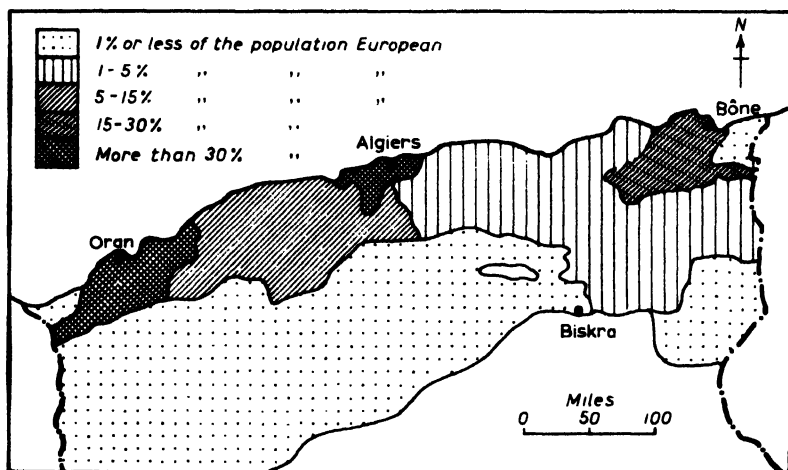 1% or less of the population European
1-5% ,, ,, ,,
5-15% ,, ,, ,,
15-30% ,, ,,
More than 30% ,,
N
Bône
Algiers
Oran
Biskra
Miles
0 50 100